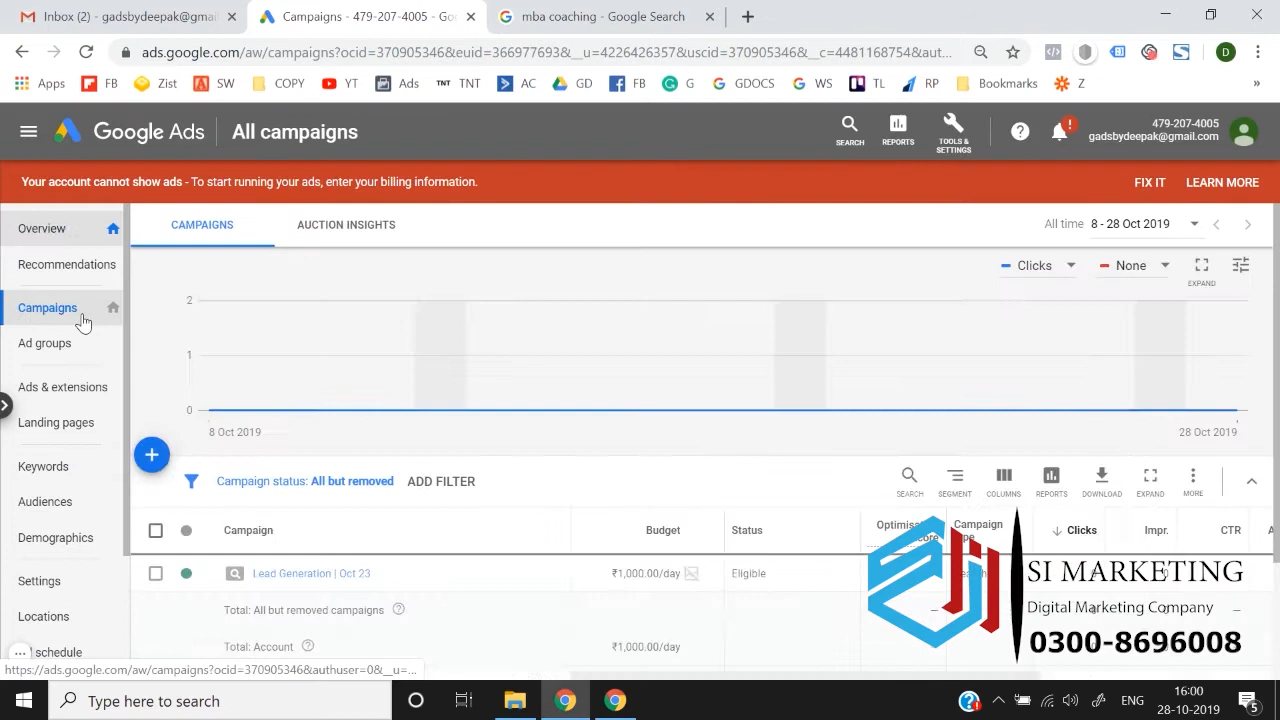 Inbox (2) - gadsbydeepak@gmail
Campaigns - 479-207-4005 - Go
mba coaching - Google Search
ads.google.com/aw/campaigns?ocid=370905346&euid=366977693&__u=4226426357&uscid=370905346&__c=4481168754&aut...
D
Apps FB Zist SW COPY YT Ads TNT TNT AC GD FB G GDOCS WS TL RP Bookmarks Z
Google Ads
All campaigns
SEARCH
REPORTS
TOOLS & SETTINGS
479-207-4005
gadsbydeepak@gmail.com
Your account cannot show ads - To start running your ads, enter your billing information.
FIX IT
LEARN MORE
Overview
Recommendations
Campaigns
Ad groups
Ads & extensions
Landing pages
Keywords
Audiences
Demographics
Settings
Locations
schedule
CAMPAIGNS
AUCTION INSIGHTS
All time 8 - 28 Oct 2019
Clicks
None
EXPAND
2
1
0
8 Oct 2019
28 Oct 2019
Campaign status: All but removed
ADD FILTER
SEARCH
SEGMENT
COLUMNS
REPORTS
DOWNLOAD
EXPAND
MORE
Campaign
Budget
Status
Campaign
Clicks
Impr.
CTR
Lead Generation | Oct 23
₹1,000.00/day
Eligible
Total: All but removed campaigns
Total: Account
₹1,000.00/day
SI MARKETING
Digital Marketing Company
0300-8696008
https://ads.google.com/aw/campaigns?ocid=370905346&authuser=0&__u=...
Type here to search
ENG
16:00
28-10-2019
5